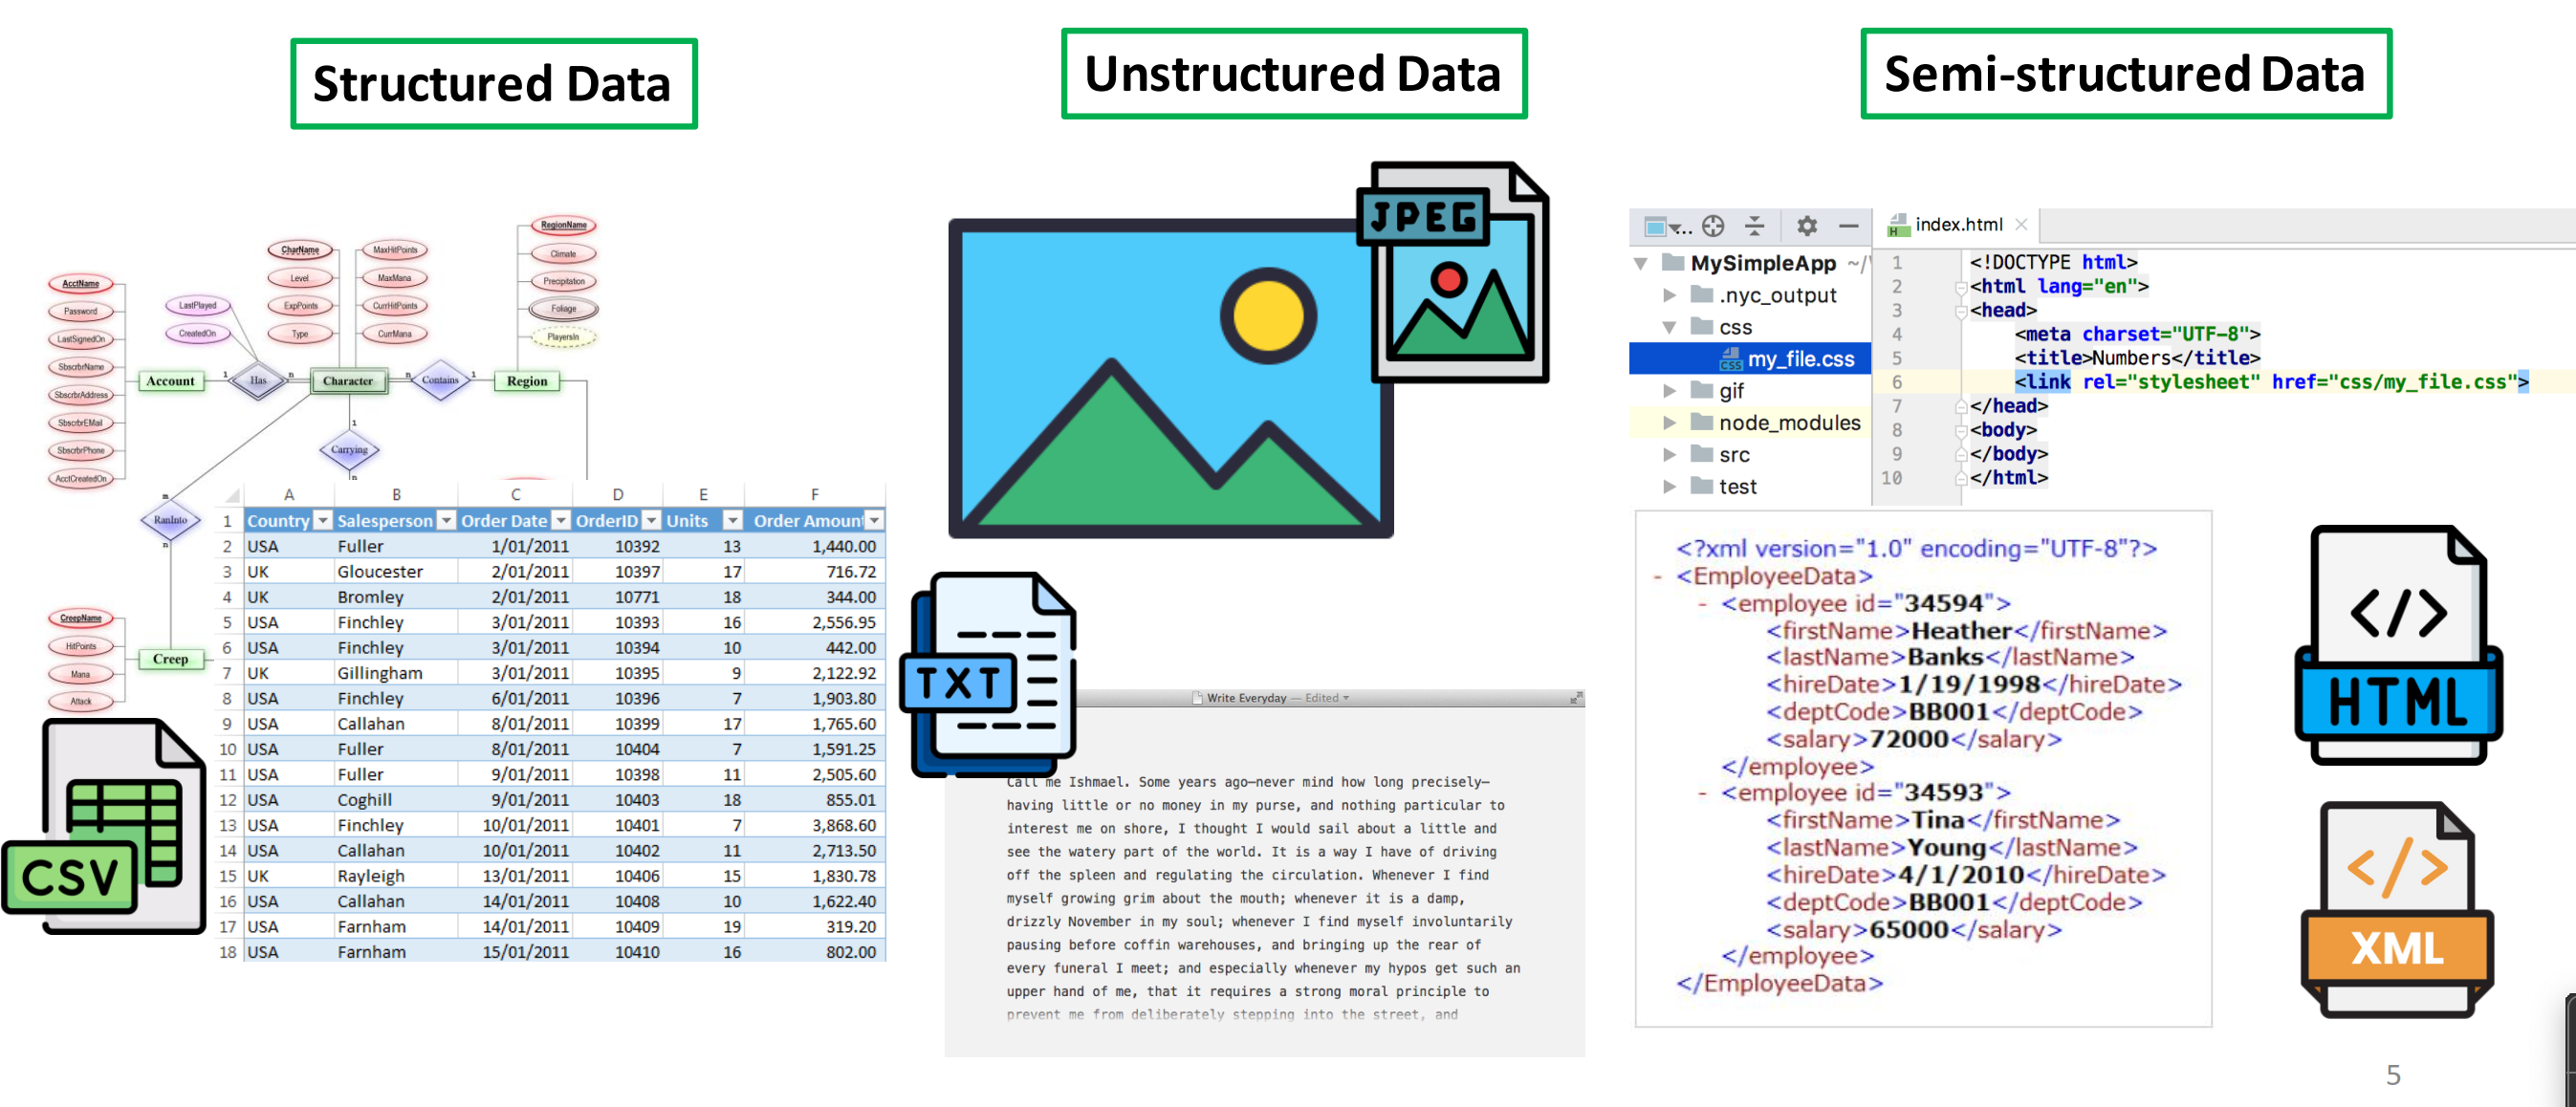 Structured Data
Unstructured Data
Semi-structured Data
RegionName
Climate
Precipitation
Foliage
PlayersIn
CharName
Level
ExpPoints
Type
MaxHitPoints
MaxMana
CurrHitPoints
CurrMana
AcctName
Password
LastSignedOn
SbscrbrName
SbscrbrAddress
SbscrbrEMail
SbscrbrPhone
AcctCreatedOn
LastPlayed
CreatedOn
Account 1 Has n Character n Contains 1 Region
1
Carrying
n
n
RanInto
n
CreepName
HitPoints
Mana
Attack
Creep
CSV
A B C D E F
1 Country Salesperson Order Date OrderID Units Order Amount
2 USA Fuller 1/01/2011 10392 13 1,440.00
3 UK Gloucester 2/01/2011 10397 17 716.72
4 UK Bromley 2/01/2011 10771 18 344.00
5 USA Finchley 3/01/2011 10393 16 2,556.95
6 USA Finchley 3/01/2011 10394 10 442.00
7 UK Gillingham 3/01/2011 10395 9 2,122.92
8 USA Finchley 6/01/2011 10396 7 1,903.80
9 USA Callahan 8/01/2011 10399 17 1,765.60
10 USA Fuller 8/01/2011 10404 7 1,591.25
11 USA Fuller 9/01/2011 10398 11 2,505.60
12 USA Coghill 9/01/2011 10403 18 855.01
13 USA Finchley 10/01/2011 10401 7 3,868.60
14 USA Callahan 10/01/2011 10402 11 2,713.50
15 UK Rayleigh 13/01/2011 10406 15 1,830.78
16 USA Callahan 14/01/2011 10408 10 1,622.40
17 USA Farnham 14/01/2011 10409 19 319.20
18 USA Farnham 15/01/2011 10410 16 802.00
JPEG
TXT
Write Everyday — Edited
Call me Ishmael. Some years ago—never mind how long precisely—
having little or no money in my purse, and nothing particular to
interest me on shore, I thought I would sail about a little and
see the watery part of the world. It is a way I have of driving
off the spleen and regulating the circulation. Whenever I find
myself growing grim about the mouth; whenever it is a damp,
drizzly November in my soul; whenever I find myself involuntarily
pausing before coffin warehouses, and bringing up the rear of
every funeral I meet; and especially whenever my hypos get such an
upper hand of me, that it requires a strong moral principle to
prevent me from deliberately stepping into the street, and
...
MySimpleApp ~/
.nyc_output
css
my_file.css
gif
node_modules
src
test
index.html
1 <!DOCTYPE html>
2 <html lang="en">
3 <head>
4 <meta charset="UTF-8">
5 <title>Numbers</title>
6 <link rel="stylesheet" href="css/my_file.css">
7 </head>
8 <body>
9 </body>
10 </html>
<?xml version="1.0" encoding="UTF-8"?>
- <EmployeeData>
- <employee id="34594">
<firstName>Heather</firstName>
<lastName>Banks</lastName>
<hireDate>1/19/1998</hireDate>
<deptCode>BB001</deptCode>
<salary>72000</salary>
</employee>
- <employee id="34593">
<firstName>Tina</firstName>
<lastName>Young</lastName>
<hireDate>4/1/2010</hireDate>
<deptCode>BB001</deptCode>
<salary>65000</salary>
</employee>
</EmployeeData>
</>
HTML
</>
XML
5